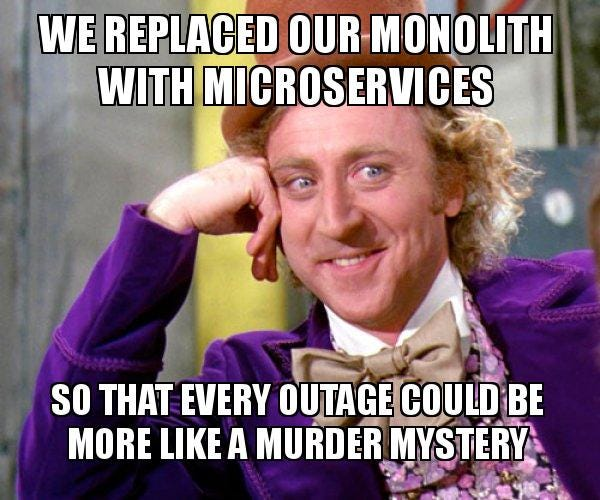 WE REPLACED OUR MONOLITH
WITH MICROSERVICES
SO THAT EVERY OUTAGE COULD BE
MORE LIKE A MURDER MYSTERY